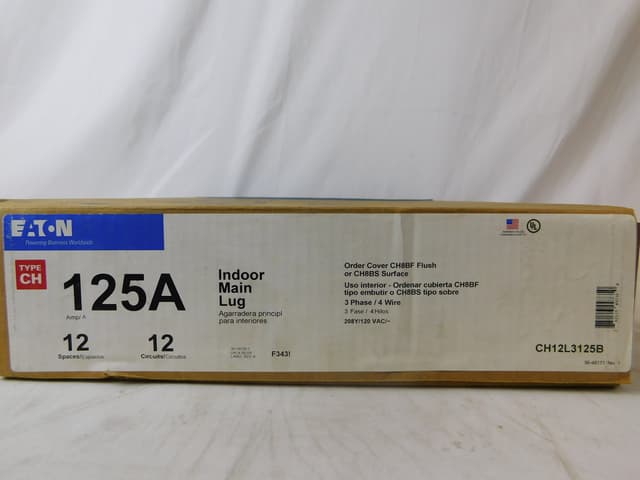 EATON
Powering Business Worldwide
TYPE
CH
125A
Amp/ A
12
Spaces/Espacios
12
Circuits/Circuitos
Indoor
Main
Lug
Agarradera principl
para interiores
F343!
Order Cover CH8BF Flush
or CH8BS Surface
Uso interior - Ordenar cubierta CH8BF
tipo embutir o CH8BS tipo sobre
3 Phase / 4 Wire
3 Fase / 4 Hilos
208Y/120 VAC/~
UL
CH12L3125B